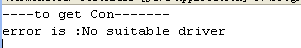 ----to get Con-------
error is :No suitable driver